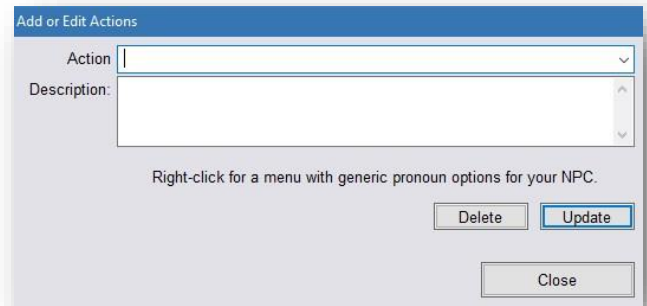 Add or Edit Actions
Action
Description:
Right-click for a menu with generic pronoun options for your NPC.
Delete Update
Close